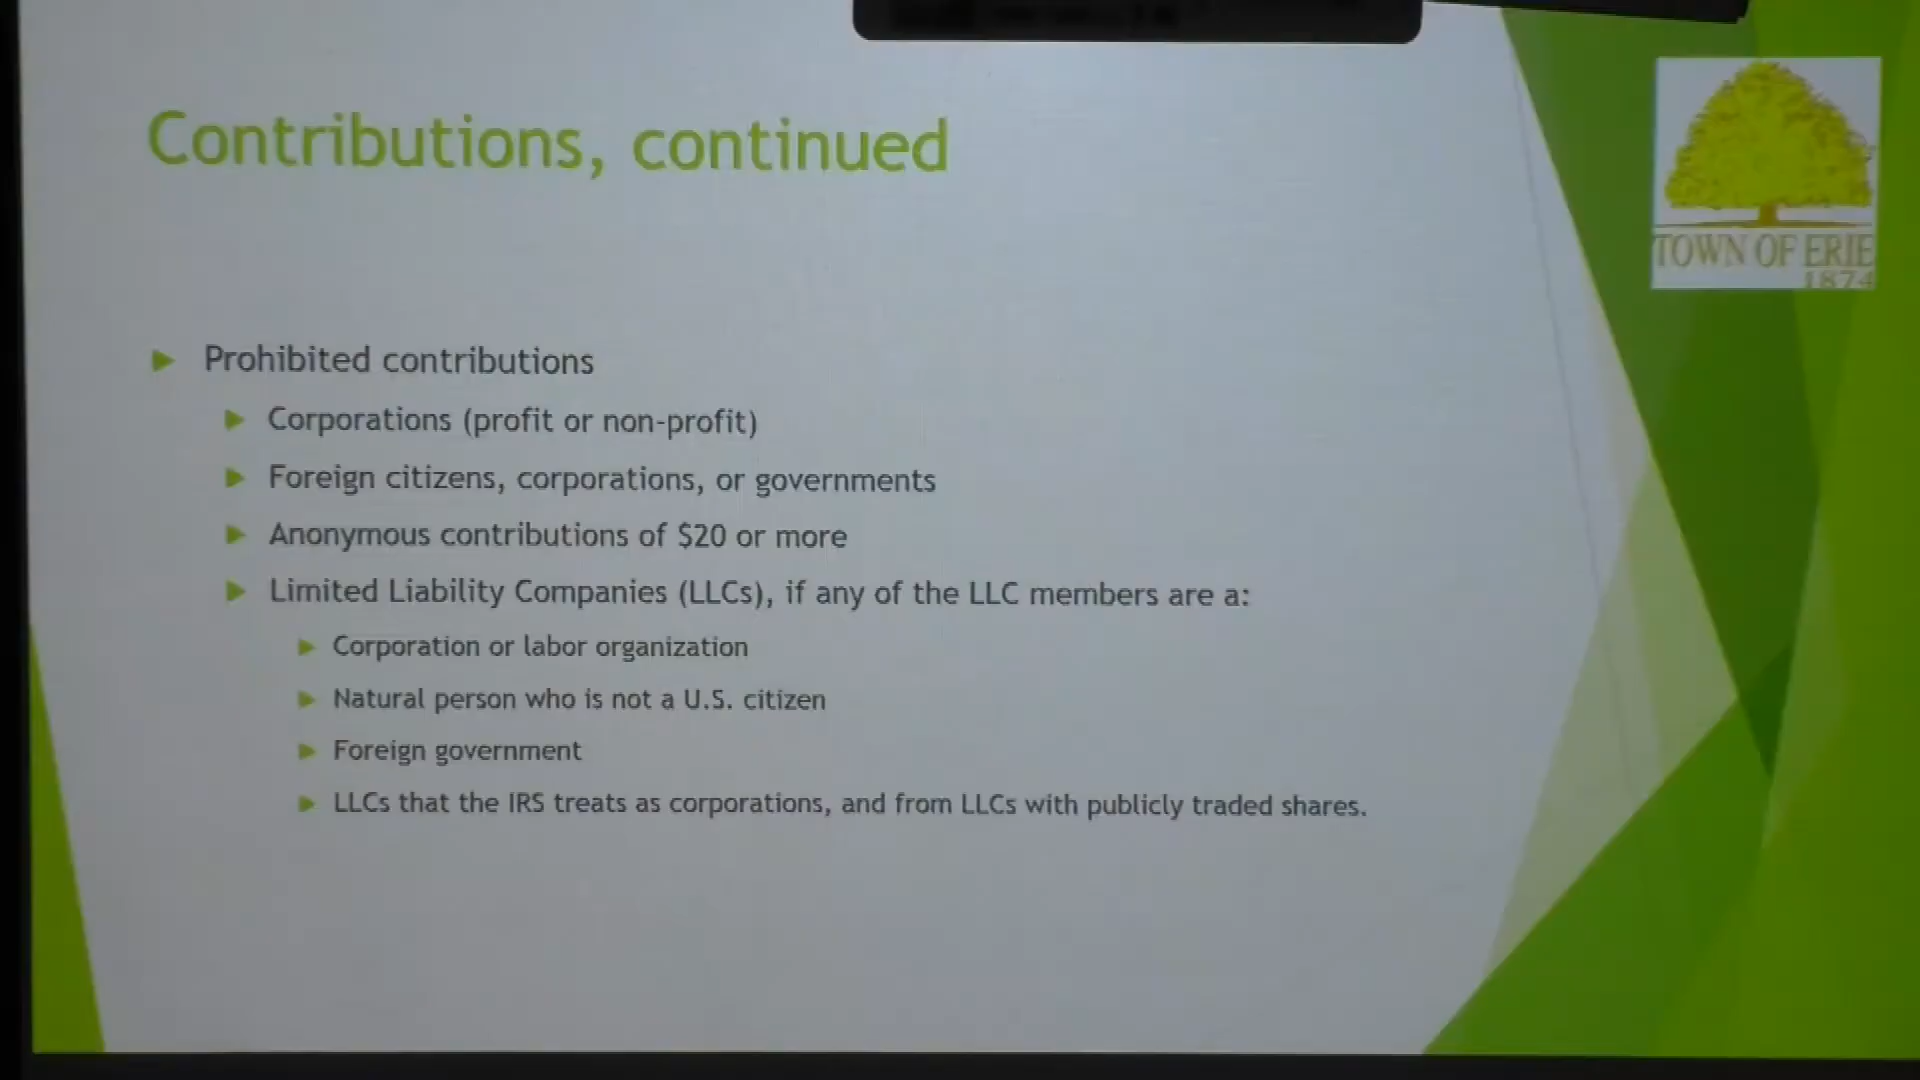 Contributions, continued
TOWN OF ERIE
1874
Prohibited contributions
Corporations (profit or non-profit)
Foreign citizens, corporations, or governments
Anonymous contributions of $20 or more
Limited Liability Companies (LLCs), if any of the LLC members are a:
Corporation or labor organization
Natural person who is not a U.S. citizen
Foreign government
LLCs that the IRS treats as corporations, and from LLCs with publicly traded shares.